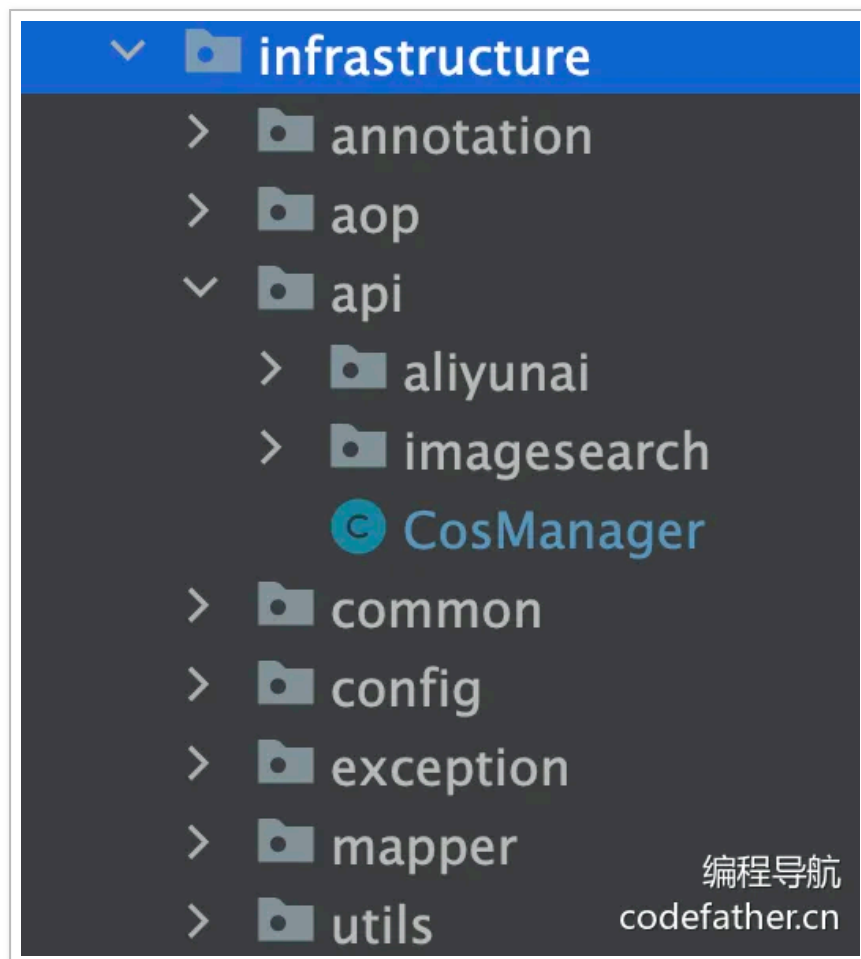 infrastructure
annotation
aop
api
aliyunai
imagesearch
C CosManager
common
config
exception
mapper
utils
编程导航
codefather.cn